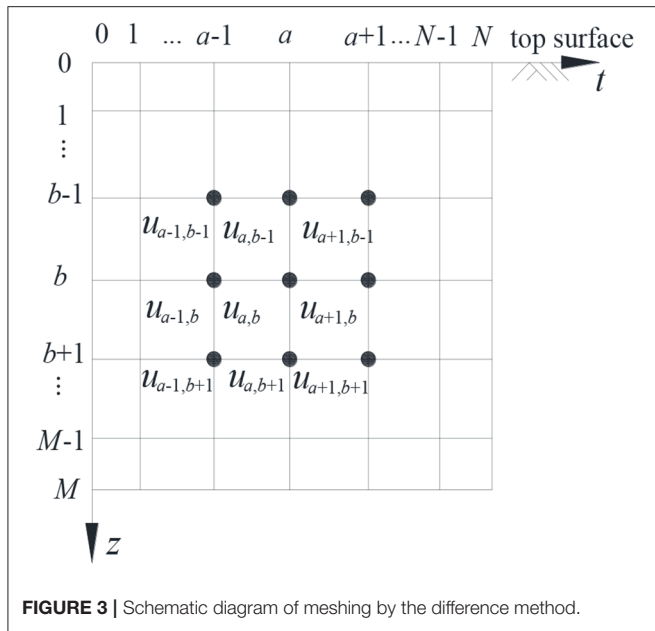 0 1 ... a-1 a a+1 ... N-1 N top surface
0
t
1
⋮
b-1
u_{a-1,b-1} u_{a,b-1} u_{a+1,b-1}
b
u_{a-1,b} u_{a,b} u_{a+1,b}
b+1
u_{a-1,b+1} u_{a,b+1} u_{a+1,b+1}
⋮
M-1
M
z
FIGURE 3 | Schematic diagram of meshing by the difference method.